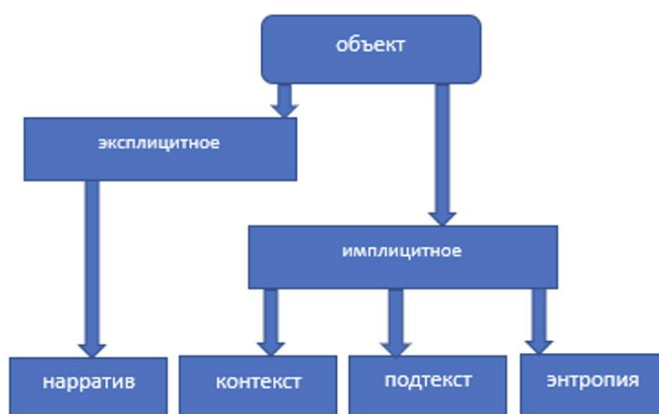 объект
эксплицитное
имплицитное
нарратив
контекст
подтекст
энтропия